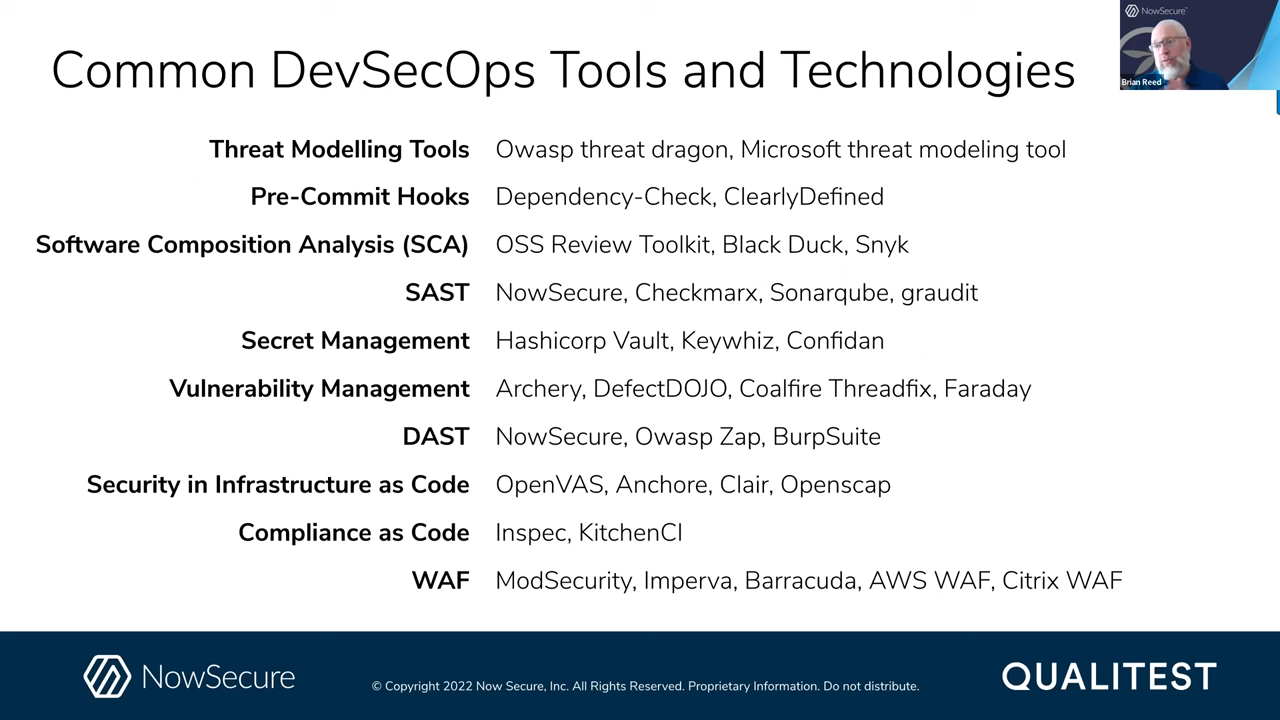 NowSecure
Brian Reed
Common DevSecOps Tools and Technologies
Threat Modelling Tools Owasp threat dragon, Microsoft threat modeling tool
Pre-Commit Hooks Dependency-Check, ClearlyDefined
Software Composition Analysis (SCA) OSS Review Toolkit, Black Duck, Snyk
SAST NowSecure, Checkmarx, Sonarqube, graudit
Secret Management Hashicorp Vault, Keywhiz, Confidan
Vulnerability Management Archery, DefectDOJO, Coalfire Threadfix, Faraday
DAST NowSecure, Owasp Zap, BurpSuite
Security in Infrastructure as Code OpenVAS, Anchore, Clair, Openscap
Compliance as Code Inspec, KitchenCI
WAF ModSecurity, Imperva, Barracuda, AWS WAF, Citrix WAF
NowSecure
© Copyright 2022 Now Secure, Inc. All Rights Reserved. Proprietary Information. Do not distribute.
QUALITEST